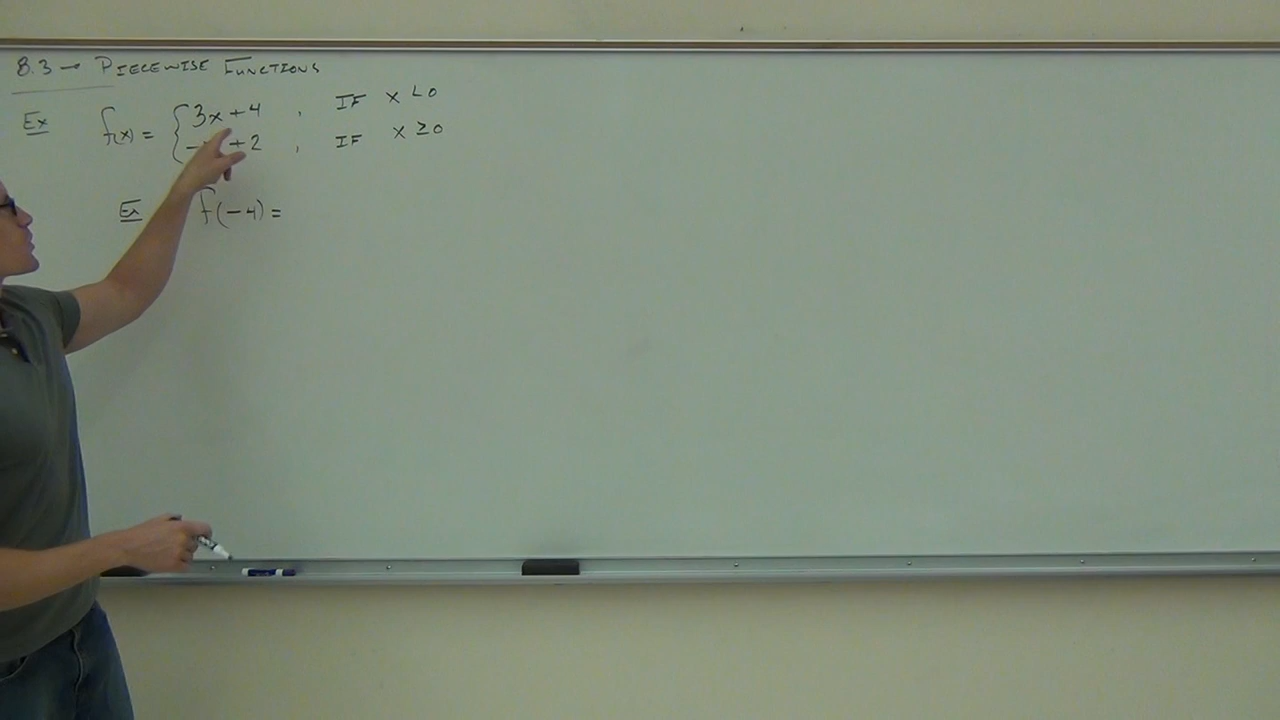 8.3 → PIECEWISE FUNCTIONS
Ex f(x) = { 3x + 4 , IF x < 0
- + 2 , IF x ≥ 0
Ex f(-4) =